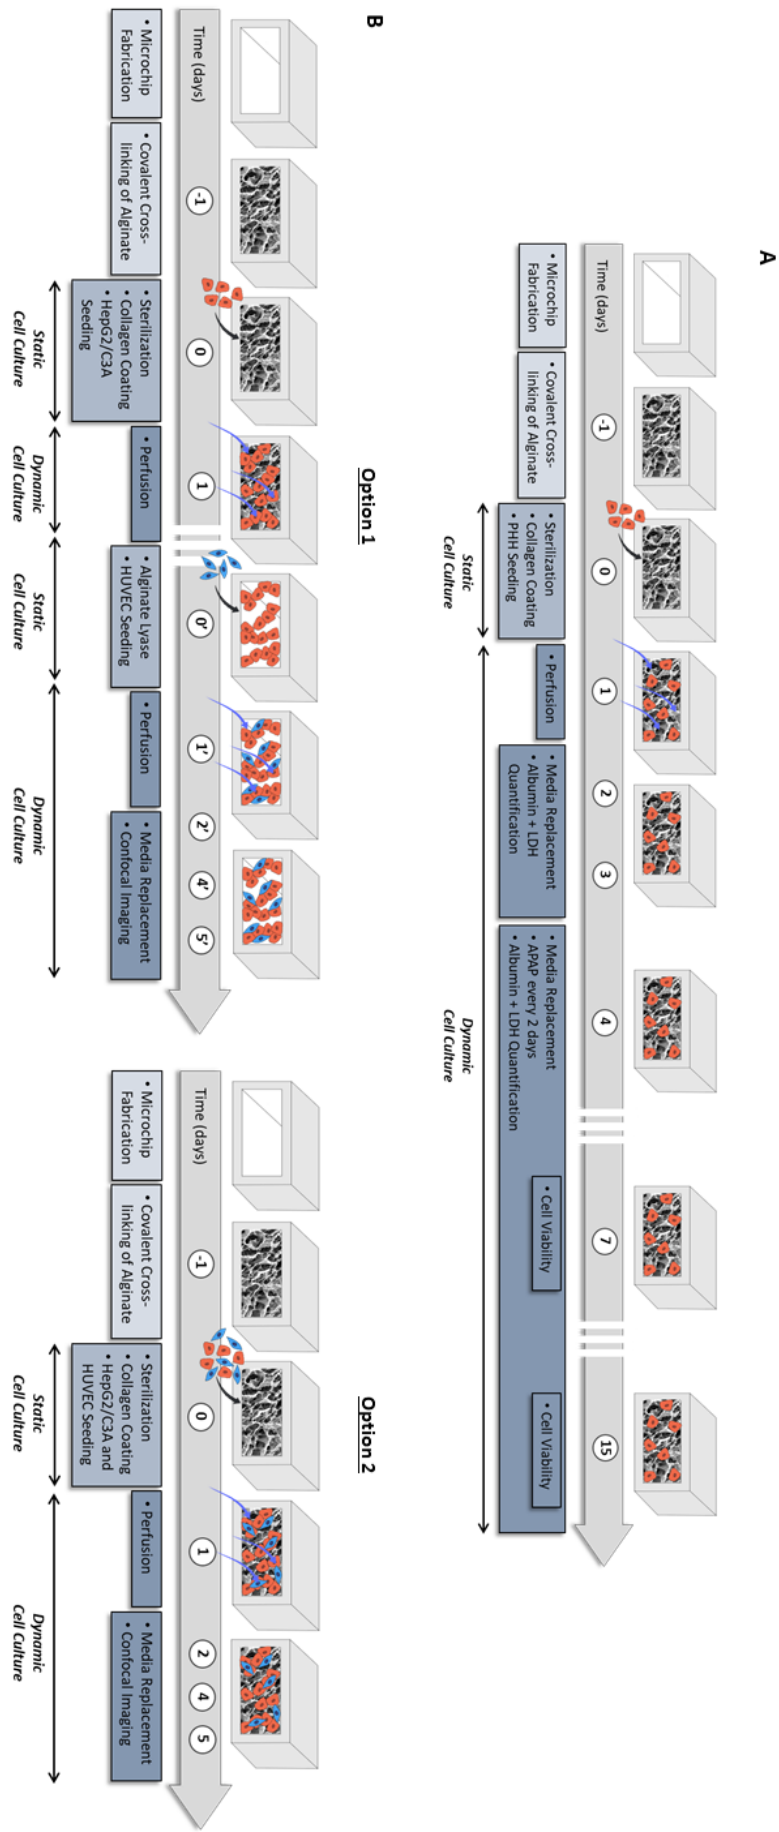 A
Time (days)
-1
0
1
2
3
4
7
15
• Microchip
Fabrication
• Covalent Cross-
linking of Alginate
• Sterilization
• Collagen Coating
• PHH Seeding
• Perfusion
• Media Replacement
• Albumin + LDH
Quantification
• Media Replacement
• APAP every 2 days
• Albumin + LDH Quantification
• Cell Viability
• Cell Viability
Static
Cell Culture
Dynamic
Cell Culture
B
Option 1
Time (days)
-1
0
1
0'
1'
2'
4'
5'
• Microchip
Fabrication
• Covalent Cross-
linking of Alginate
• Sterilization
• Collagen Coating
• HepG2/C3A
Seeding
• Perfusion
• Alginate Lyase
• HUVEC Seeding
• Perfusion
• Media Replacement
• Confocal Imaging
Static
Cell Culture
Dynamic
Cell Culture
Static
Cell Culture
Dynamic
Cell Culture
Option 2
Time (days)
-1
0
1
2
4
5
• Microchip
Fabrication
• Covalent Cross-
linking of Alginate
• Sterilization
• Collagen Coating
• HepG2/C3A and
HUVEC Seeding
• Perfusion
• Media Replacement
• Confocal Imaging
Static
Cell Culture
Dynamic
Cell Culture